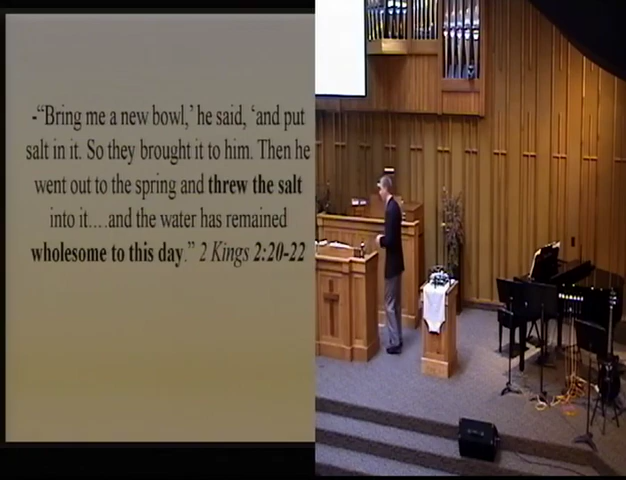 -“Bring me a new bowl,’ he said, ‘and put
salt in it. So they brought it to him. Then he
went out to the spring and threw the salt
into it....and the water has remained
wholesome to this day.” 2 Kings 2:20-22